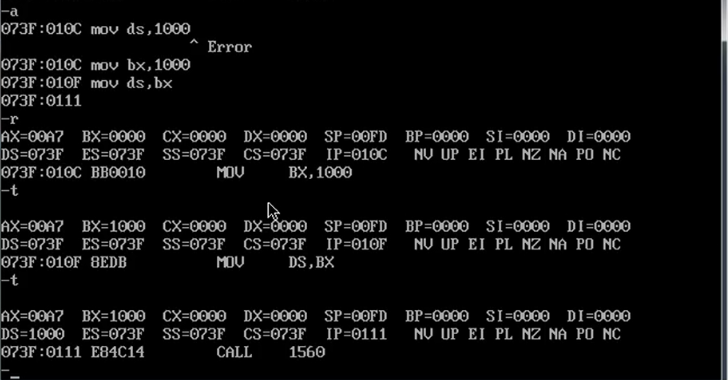 -a
073F:010C mov ds,1000
^ Error
073F:010C mov bx,1000
073F:010F mov ds,bx
073F:0111
-r
AX=00A7 BX=0000 CX=0000 DX=0000 SP=00FD BP=0000 SI=0000 DI=0000
DS=073F ES=073F SS=073F CS=073F IP=010C NV UP EI PL NZ NA PO NC
073F:010C BB0010 MOV BX,1000
-t
AX=00A7 BX=1000 CX=0000 DX=0000 SP=00FD BP=0000 SI=0000 DI=0000
DS=073F ES=073F SS=073F CS=073F IP=010F NV UP EI PL NZ NA PO NC
073F:010F 8EDB MOV DS,BX
-t
AX=00A7 BX=1000 CX=0000 DX=0000 SP=00FD BP=0000 SI=0000 DI=0000
DS=1000 ES=073F SS=073F CS=073F IP=0111 NV UP EI PL NZ NA PO NC
073F:0111 E84C14 CALL 1560
-_